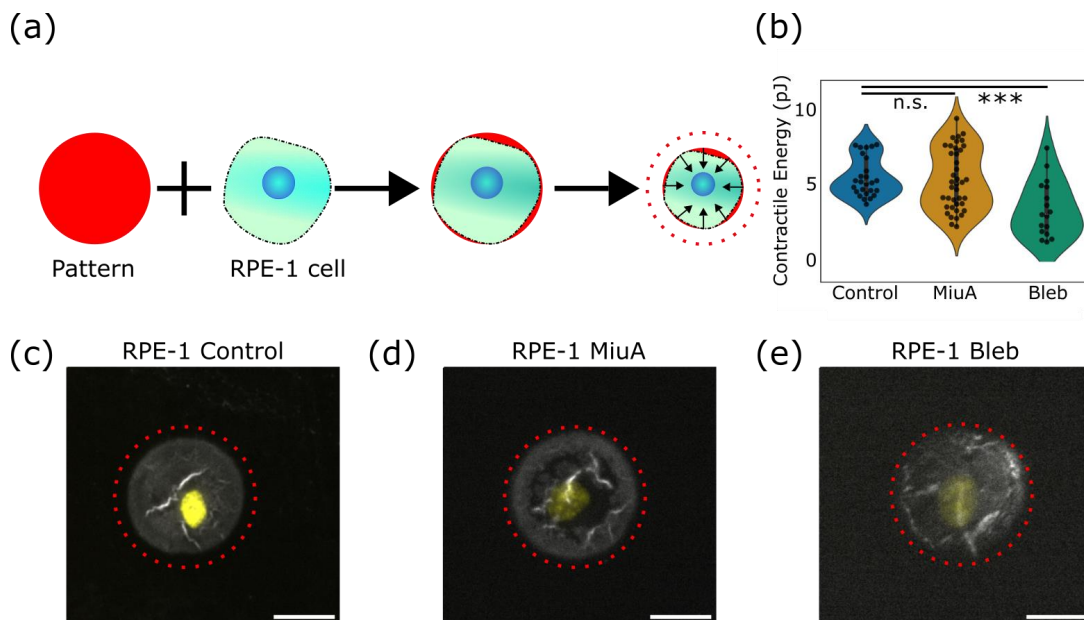 (a)
Pattern
+
RPE-1 cell
(b)
Contractile Energy (pJ)
10
5
0
n.s.
***
Control
MiuA
Bleb
(c)
RPE-1 Control
(d)
RPE-1 MiuA
(e)
RPE-1 Bleb